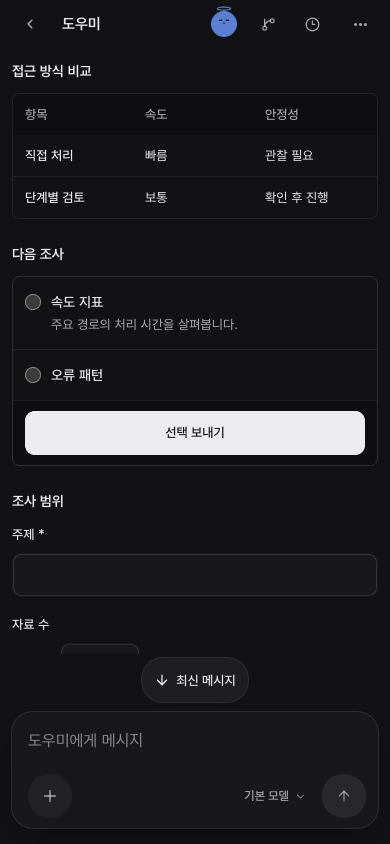 도우미
접근 방식 비교
항목 속도 안정성
직접 처리 빠름 관찰 필요
단계별 검토 보통 확인 후 진행
다음 조사
속도 지표
주요 경로의 처리 시간을 살펴봅니다.
오류 패턴
선택 보내기
조사 범위
주제 *
자료 수
최신 메시지
도우미에게 메시지
기본 모델